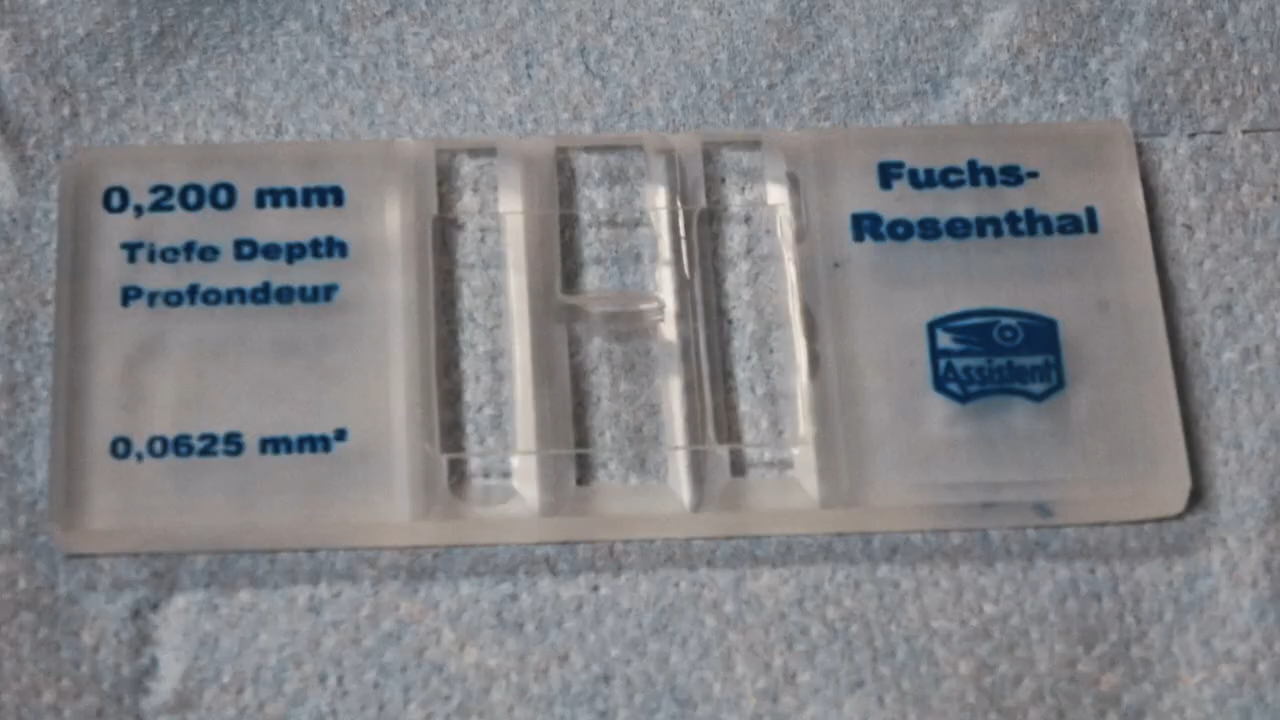 0,200 mm
Tiefe Depth
Profondeur
0,0625 mm²
Fuchs-
Rosenthal
Assistent